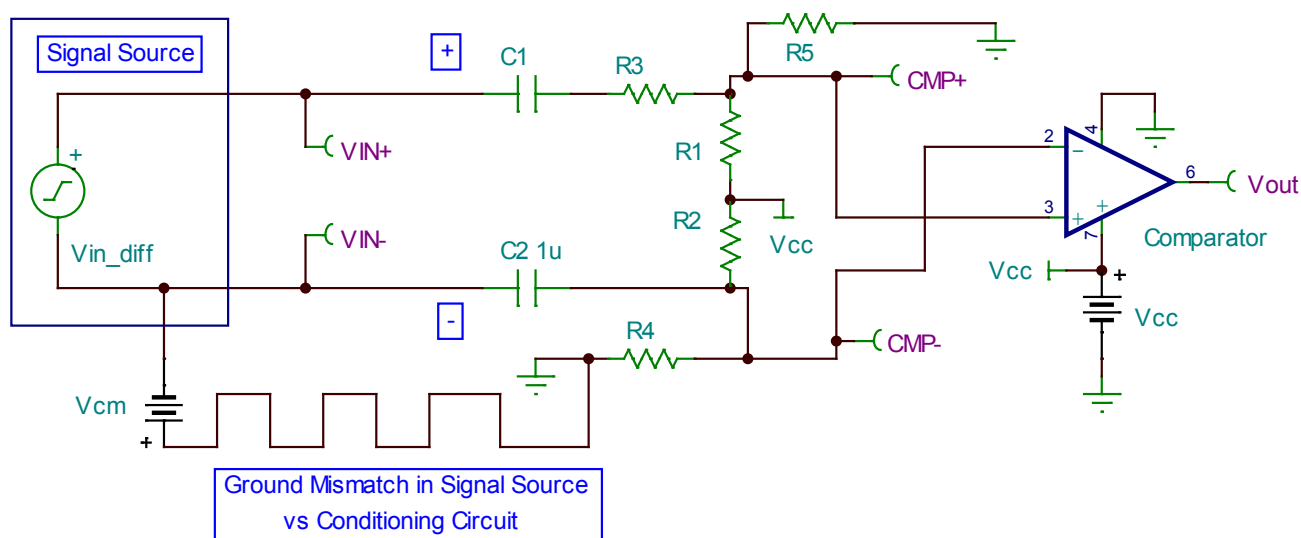 Signal Source
+
C1
R3
R5
CMP+
VIN+
R1
4
2
-
+
Vin_diff
VIN-
R2
Vcc
3
+
+
7
6
Vout
Comparator
C2 1u
-
R4
CMP-
Vcc
+
Vcc
Vcm
+
Ground Mismatch in Signal Source
vs Conditioning Circuit